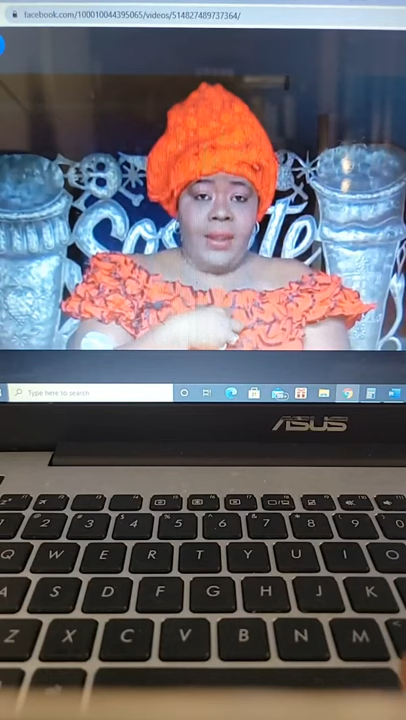 facebook.com/100010044395065/videos/514827489737364/
Type here to search
ASUS
2 3 4 5 6 7 8 9 0
Q W E R T Y U I O
A S D F G H J K
Z X C V B N M